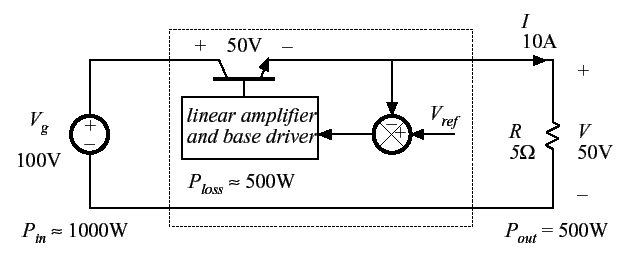 I
10A
+ 50V −
+
V_g
+
−
100V
linear amplifier
and base driver
−
+
V_ref
R
5Ω
V
50V
P_loss ≈ 500W
−
P_in ≈ 1000W
P_out = 500W